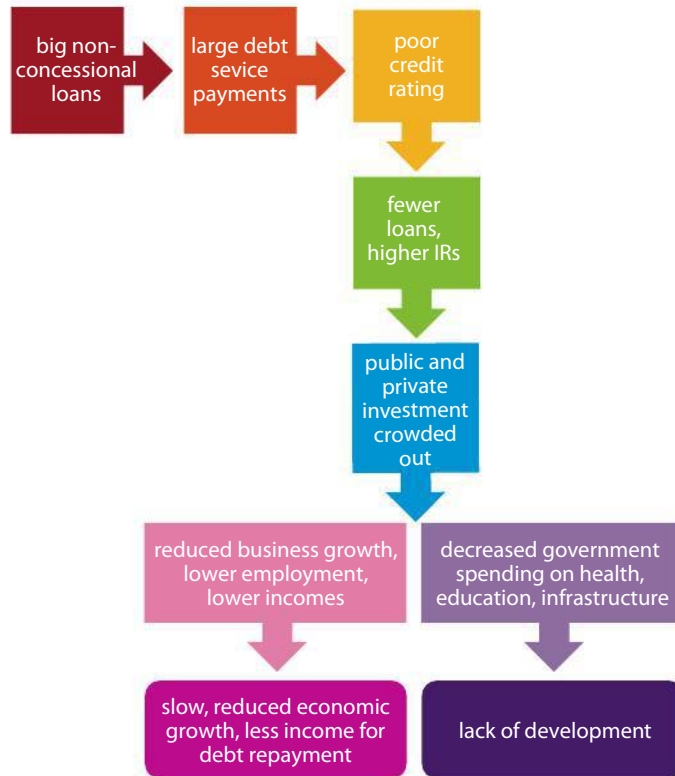 big non-
concessional
loans
large debt
sevice
payments
poor
credit
rating
fewer
loans,
higher IRs
public and
private
investment
crowded
out
reduced business growth,
lower employment,
lower incomes
decreased government
spending on health,
education, infrastructure
slow, reduced economic
growth, less income for
debt repayment
lack of development